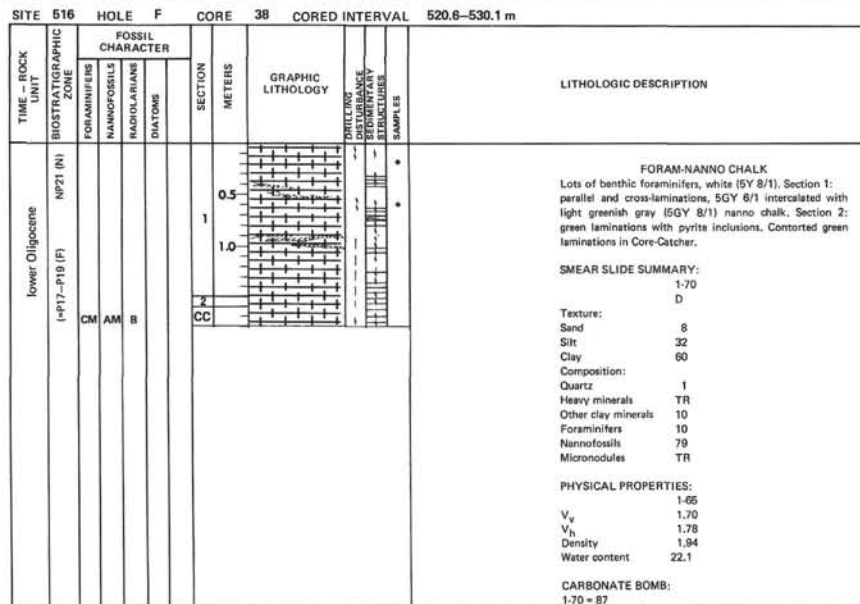 SITE 516 HOLE F CORE 38 CORED INTERVAL 520.6–530.1 m
TIME – ROCK UNIT
BIOSTRATIGRAPHIC ZONE
FOSSIL CHARACTER
FORAMINIFERS
NANNOFOSSILS
RADIOLARIANS
DIATOMS
SECTION
METERS
GRAPHIC LITHOLOGY
DRILLING DISTURBANCE
SEDIMENTARY STRUCTURES
SAMPLES
LITHOLOGIC DESCRIPTION
lower Oligocene
NP21 (N)
(=P17–P19 (F)
CM
AM
B
1
2
CC
0.5
1.0
FORAM-NANNO CHALK
Lots of benthic foraminifers, white (5Y 8/1). Section 1:
parallel and cross-laminations, 5GY 6/1 intercalated with
light greenish gray (5GY 8/1) nanno chalk. Section 2:
green laminations with pyrite inclusions. Contorted green
laminations in Core-Catcher.
SMEAR SLIDE SUMMARY:
1-70
D
Texture:
Sand 8
Silt 32
Clay 60
Composition:
Quartz 1
Heavy minerals TR
Other clay minerals 10
Foraminifers 10
Nannofossils 79
Micronodules TR
PHYSICAL PROPERTIES:
1-65
Vv 1.70
Vh 1.78
Density 1.94
Water content 22.1
CARBONATE BOMB:
1-70 = 87